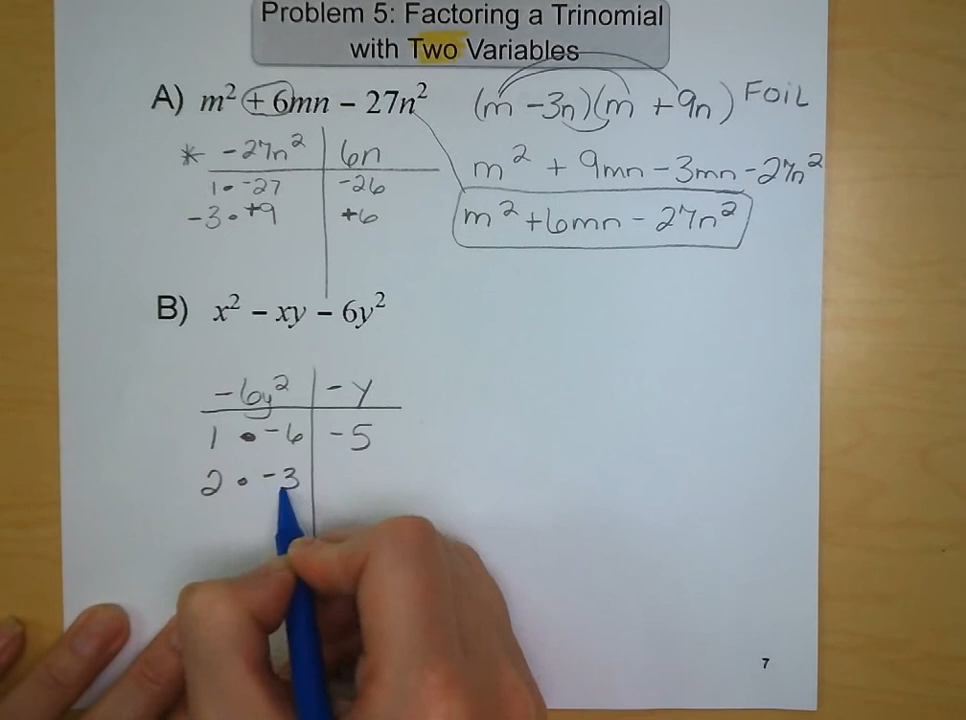 Problem 5: Factoring a Trinomial
with Two Variables
A) m² + 6mn − 27n²
(m -3n)(m +9n) FOIL
* -27n² | 6n
1 • -27 | -26
-3 • +9 | +6
m² + 9mn - 3mn - 27n²
m² + 6mn - 27n²
B) x² − xy − 6y²
-6y² | -y
1 • -6 | -5
2 • -3
7